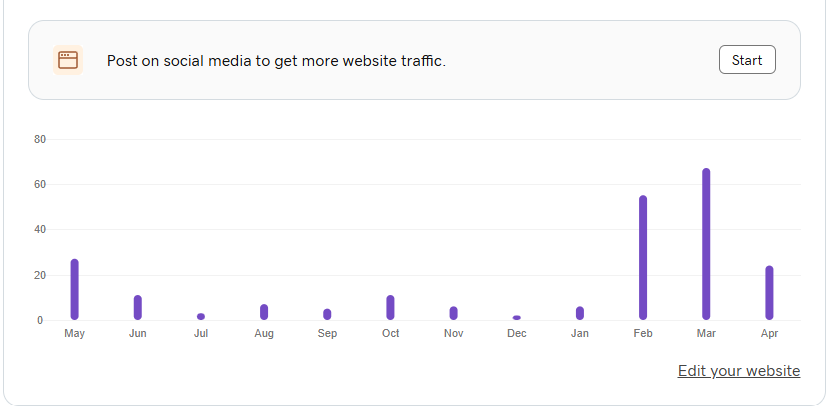 Post on social media to get more website traffic.
Start
80
60
40
20
0
May Jun Jul Aug Sep Oct Nov Dec Jan Feb Mar Apr
Edit your website